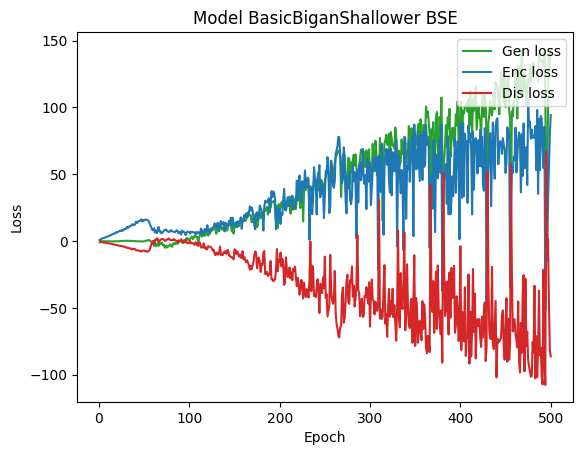 Model BasicBiganShallower BSE
Gen loss
Enc loss
Dis loss
Loss
150
100
50
0
−50
−100
0 100 200 300 400 500
Epoch